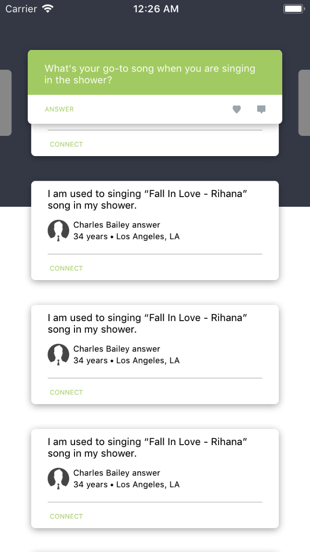 Carrier 12:26 AM
What's your go-to song when you are singing
in the shower?
ANSWER
CONNECT
I am used to singing “Fall In Love - Rihana”
song in my shower.
Charles Bailey answer
34 years • Los Angeles, LA
CONNECT
I am used to singing “Fall In Love - Rihana”
song in my shower.
Charles Bailey answer
34 years • Los Angeles, LA
CONNECT
I am used to singing “Fall In Love - Rihana”
song in my shower.
Charles Bailey answer
34 years • Los Angeles, LA
CONNECT